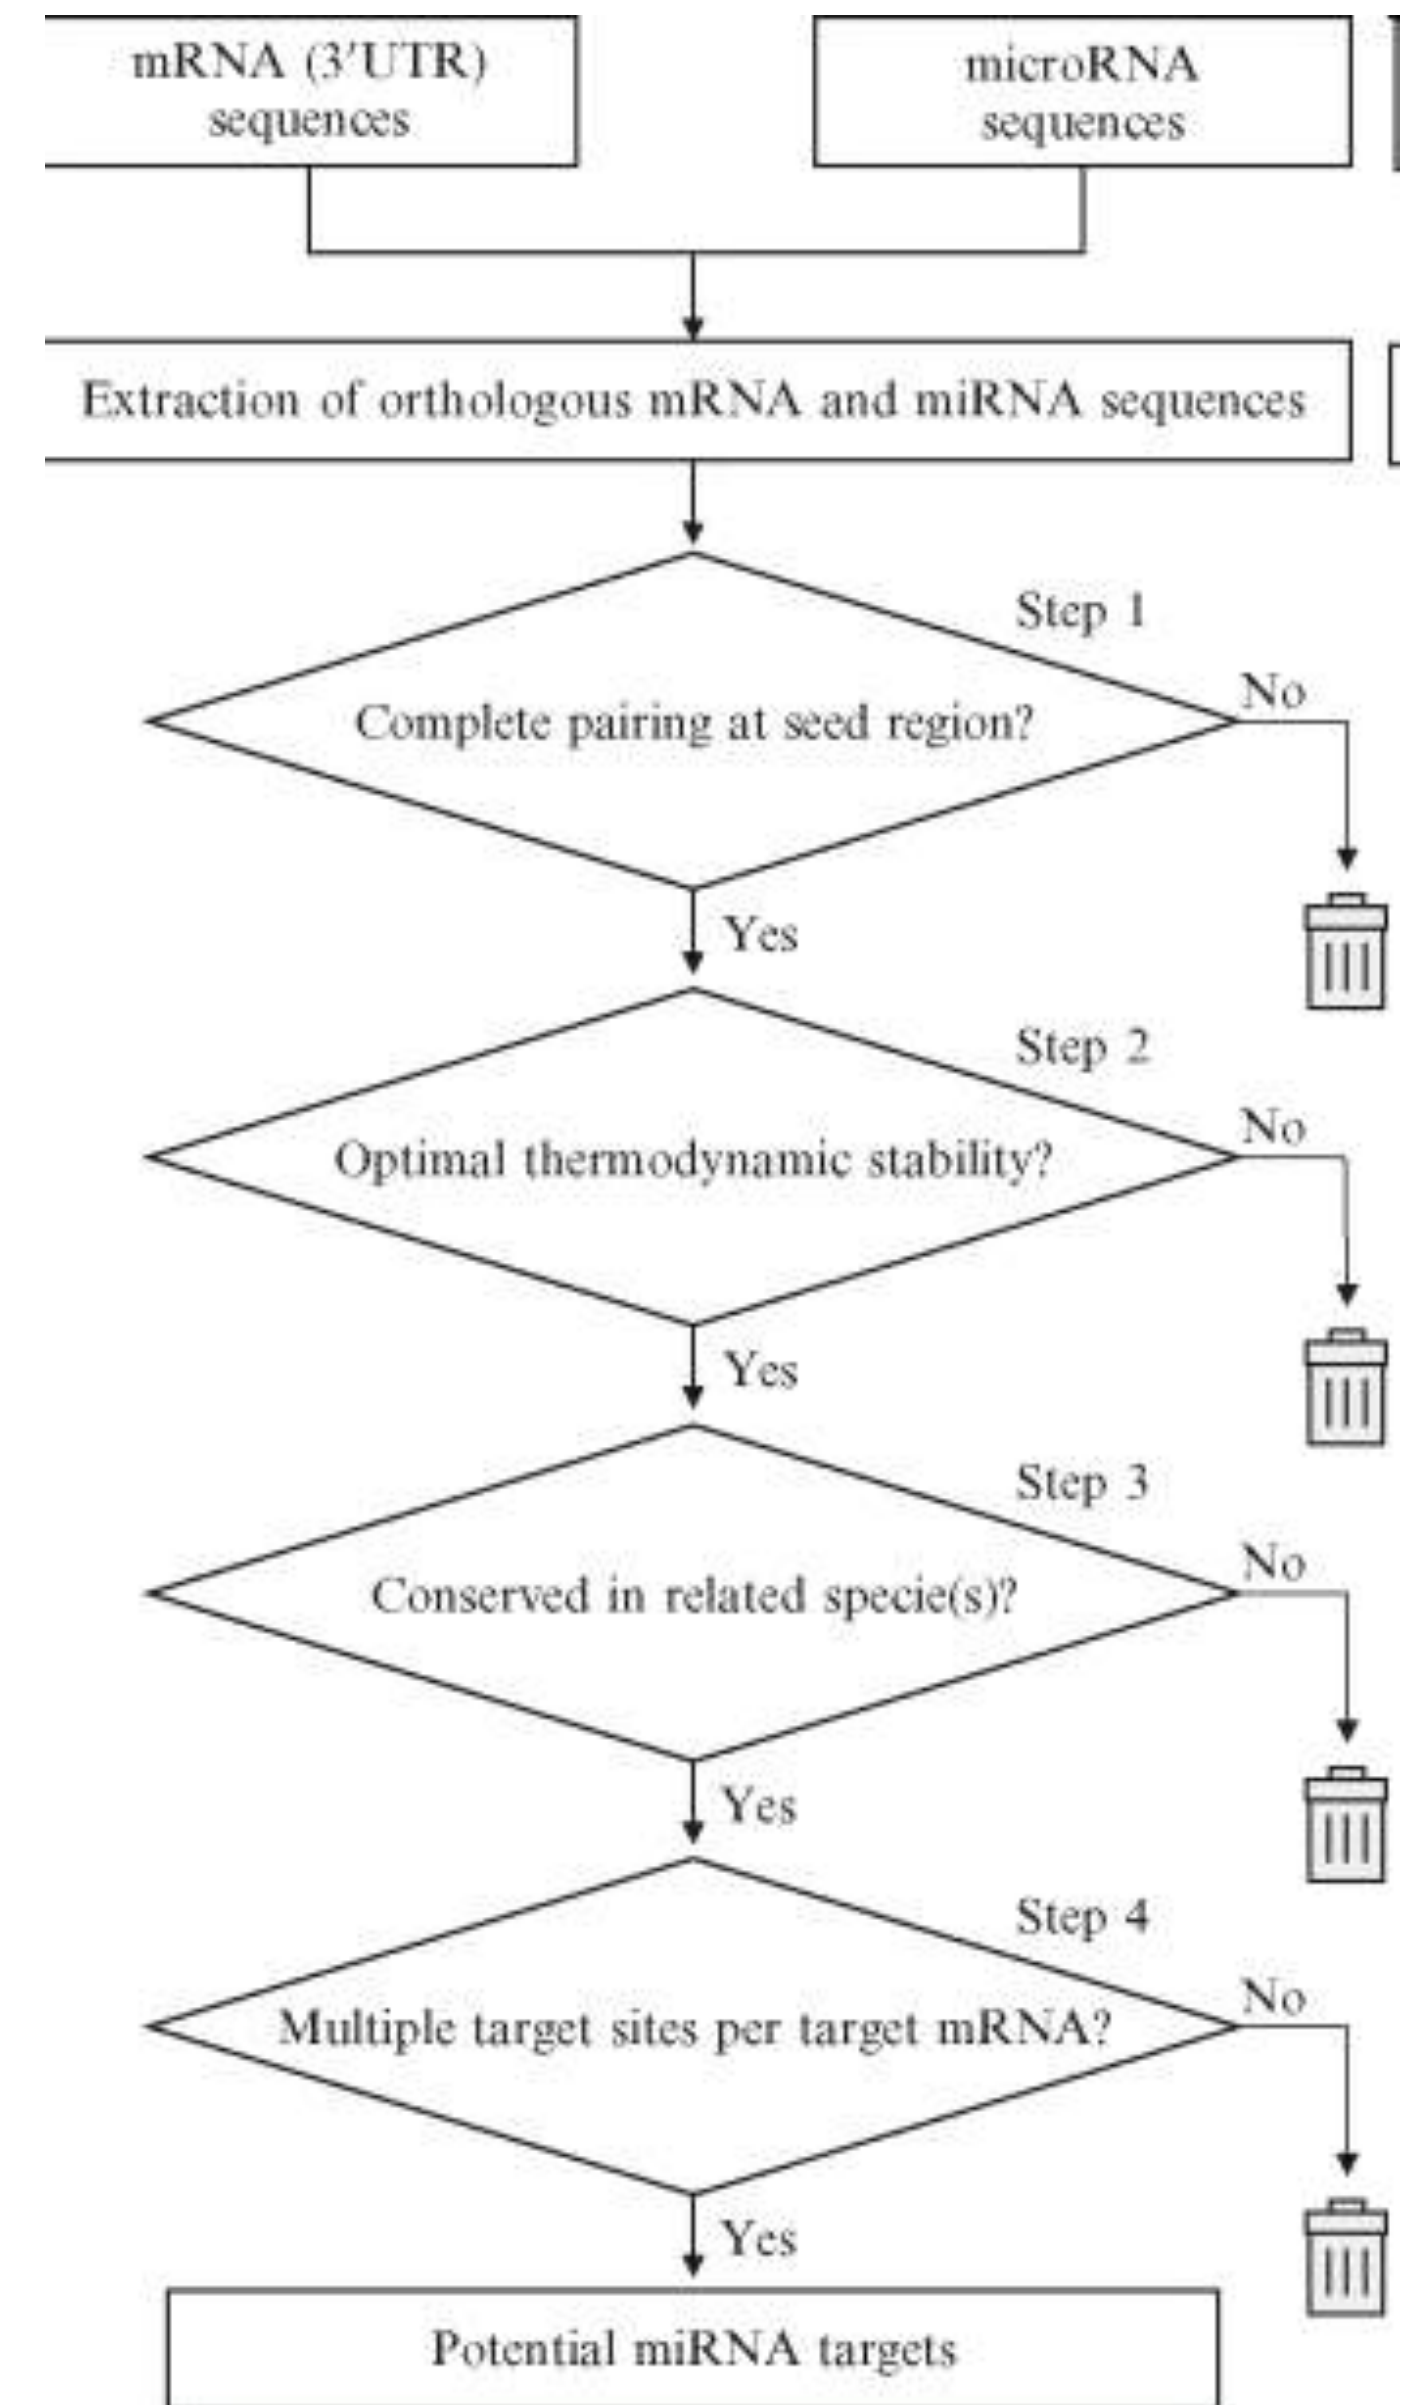 mRNA (3′UTR)
sequences
microRNA
sequences
Extraction of orthologous mRNA and miRNA sequences
Step 1
No
Complete pairing at seed region?
Yes
Step 2
No
Optimal thermodynamic stability?
Yes
Step 3
No
Conserved in related specie(s)?
Yes
Step 4
No
Multiple target sites per target mRNA?
Yes
Potential miRNA targets